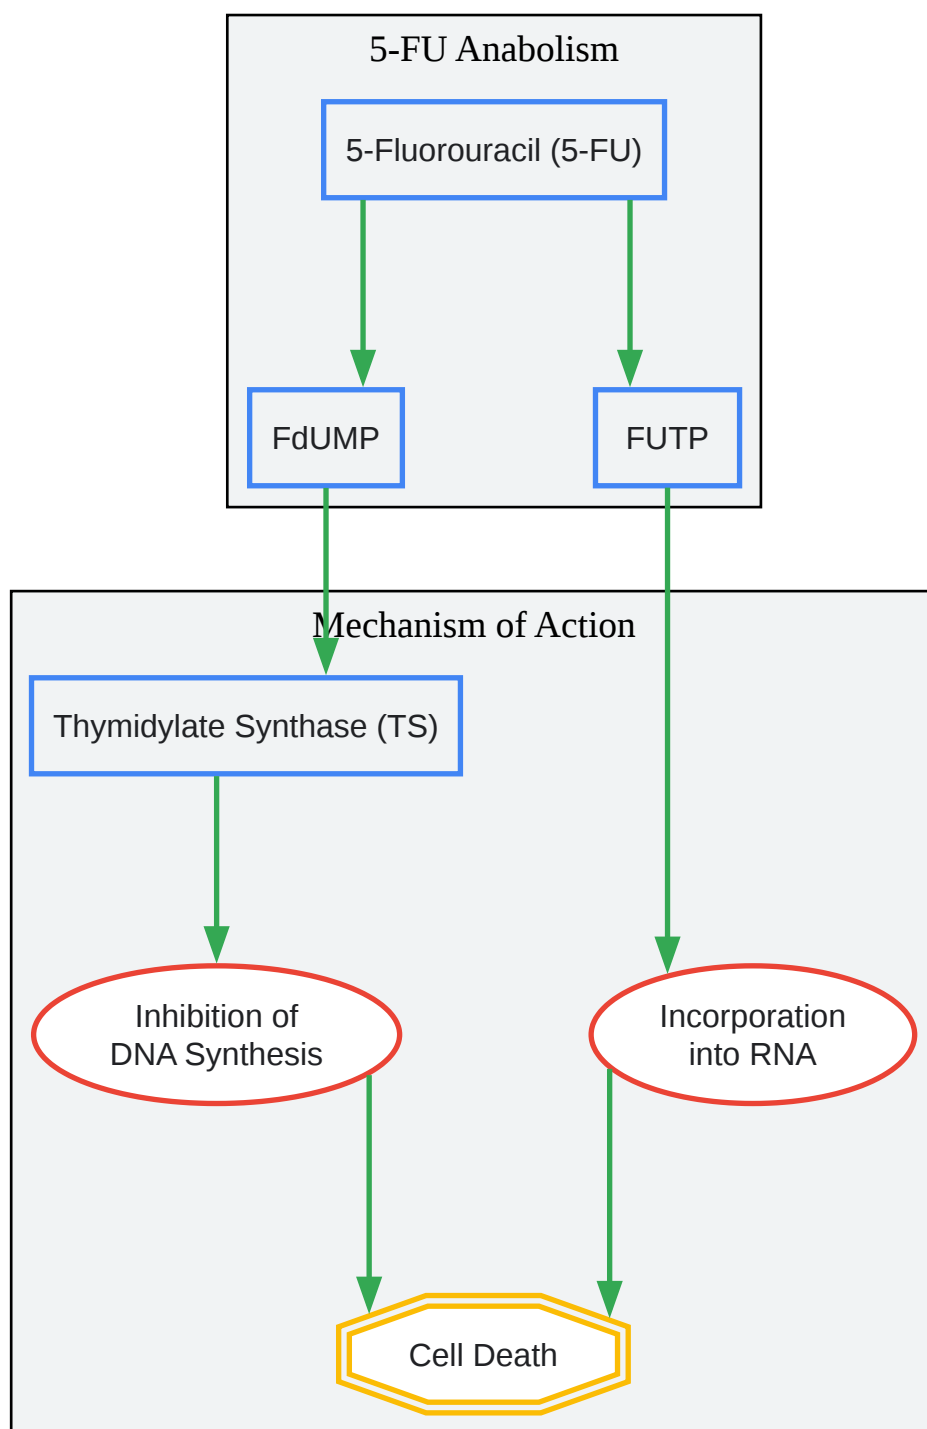 5-FU Anabolism
5-Fluorouracil (5-FU)
FdUMP
FUTP
Mechanism of Action
Thymidylate Synthase (TS)
Inhibition of
DNA Synthesis
Incorporation
into RNA
Cell Death